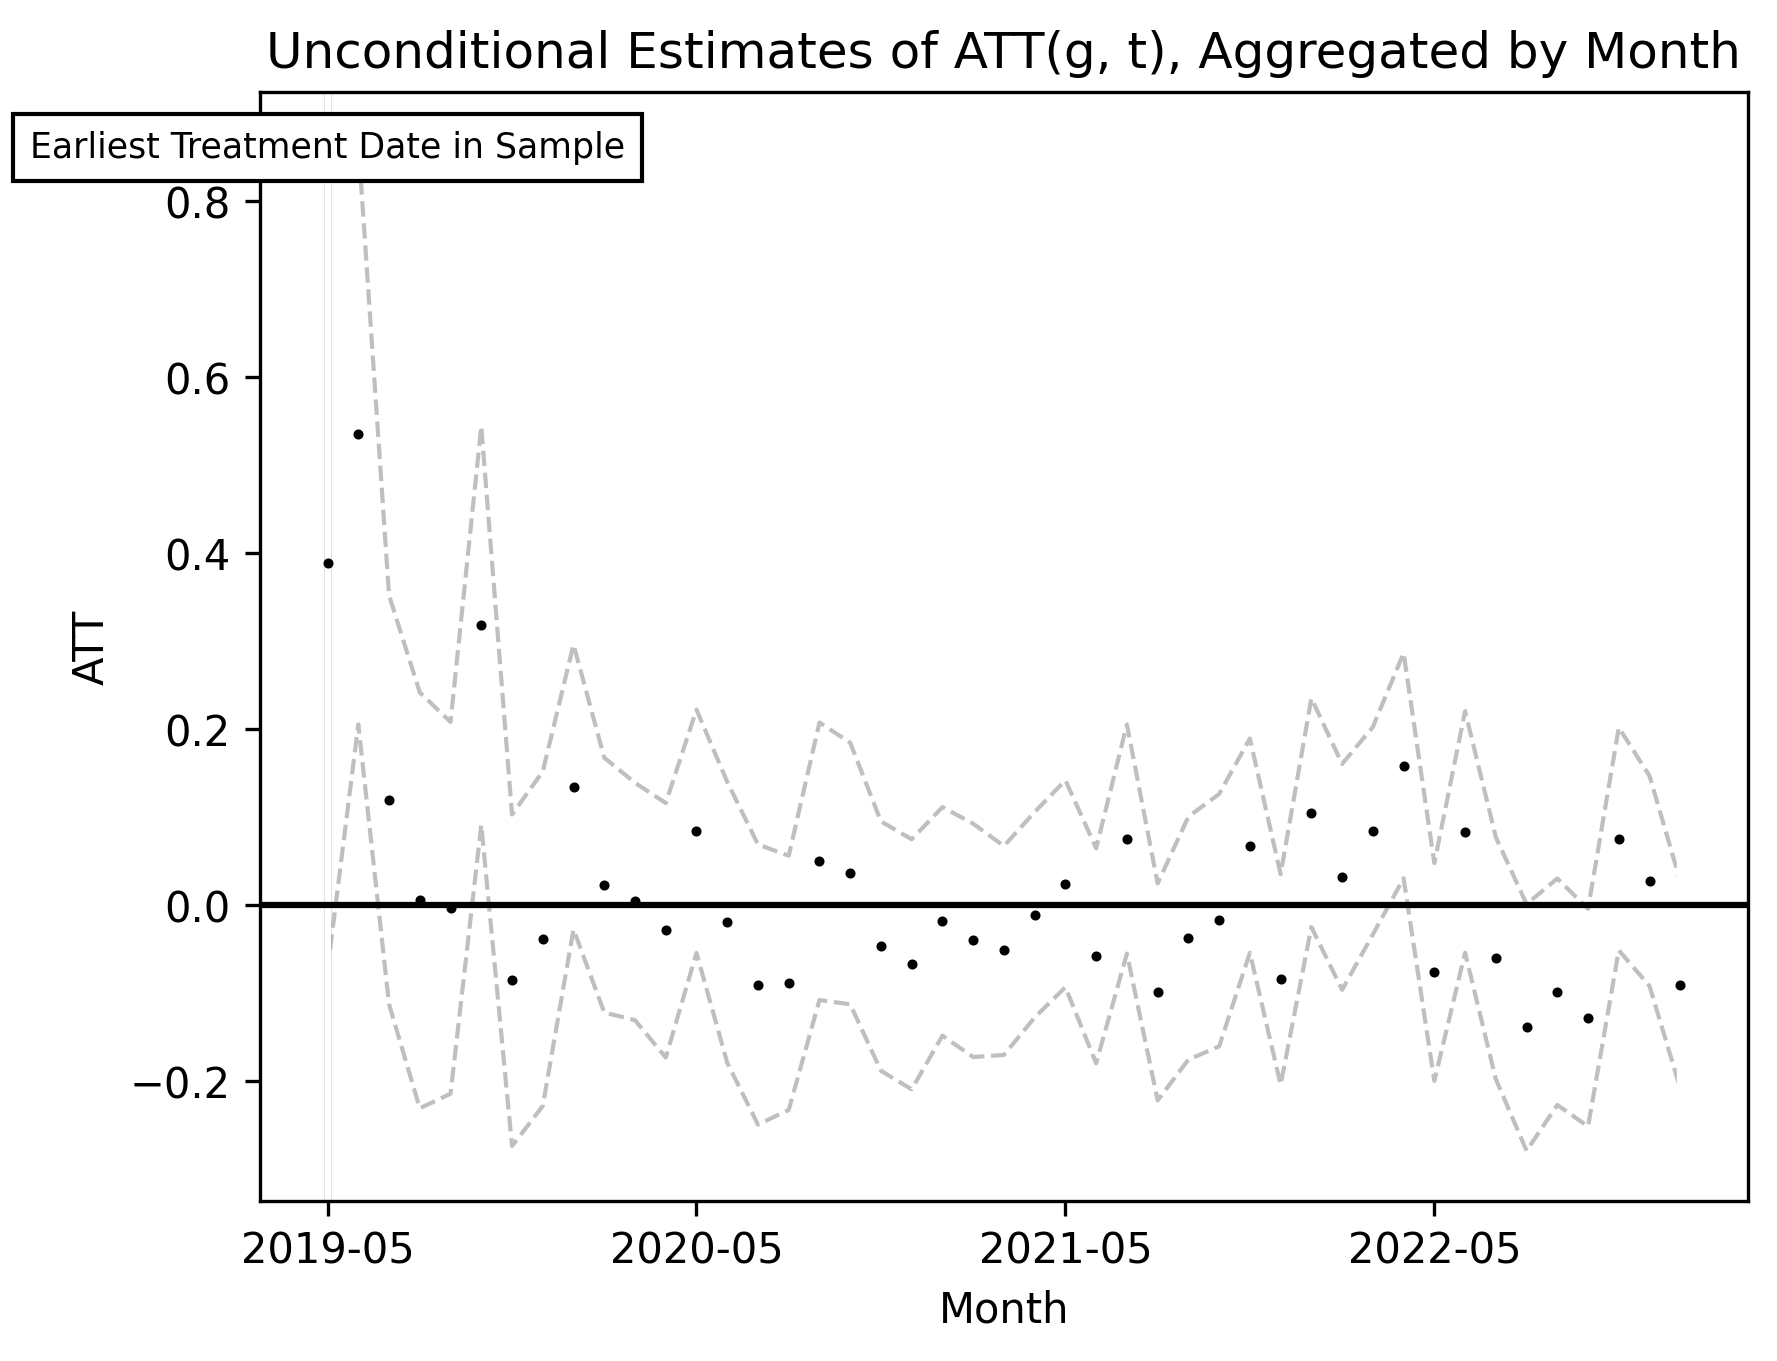 Unconditional Estimates of ATT(g, t), Aggregated by Month
Earliest Treatment Date in Sample
0.8
0.6
0.4
0.2
0.0
−0.2
ATT
2019-05
2020-05
2021-05
2022-05
Month